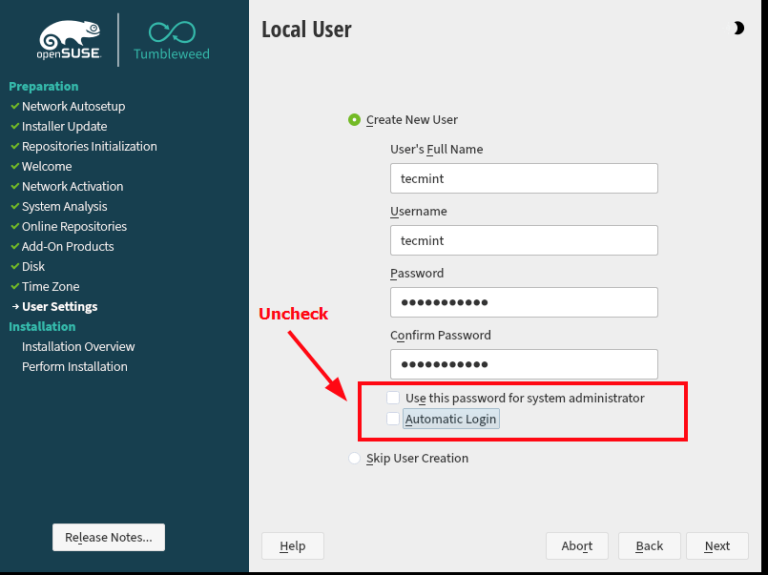 openSUSE
Tumbleweed
Preparation
Network Autosetup
Installer Update
Repositories Initialization
Welcome
Network Activation
System Analysis
Online Repositories
Add-On Products
Disk
Time Zone
User Settings
Installation
Installation Overview
Perform Installation
Release Notes...
Local User
Create New User
User's Full Name
tecmint
Username
tecmint
Password
●●●●●●●●●●●
Confirm Password
●●●●●●●●●●●
Uncheck
Use this password for system administrator
Automatic Login
Skip User Creation
Help
Abort
Back
Next